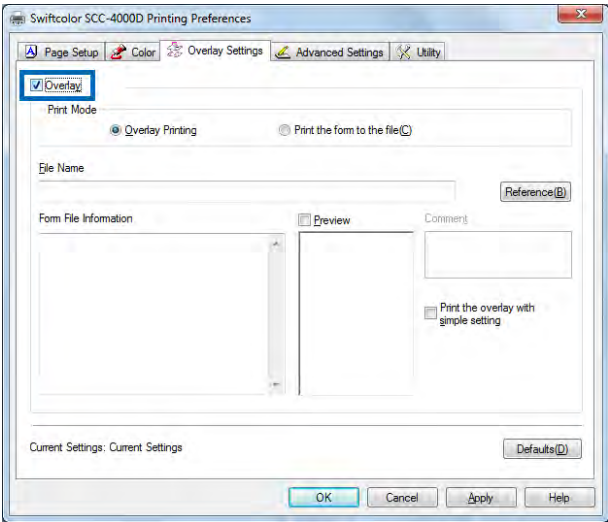 Swiftcolor SCC-4000D Printing Preferences
Page Setup Color Overlay Settings Advanced Settings Utility
Overlay
Print Mode
Overlay Printing Print the form to the file(C)
File Name
Reference(B)
Form File Information Preview Comment
Print the overlay with
simple setting
Current Settings: Current Settings Defaults(D)
OK Cancel Apply Help